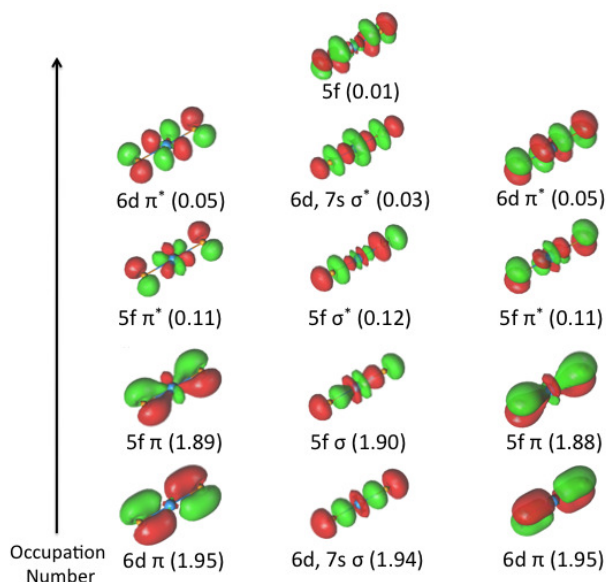 5f (0.01)
6d π* (0.05) 6d, 7s σ* (0.03) 6d π* (0.05)
5f π* (0.11) 5f σ* (0.12) 5f π* (0.11)
5f π (1.89) 5f σ (1.90) 5f π (1.88)
6d π (1.95) 6d, 7s σ (1.94) 6d π (1.95)
Occupation
Number